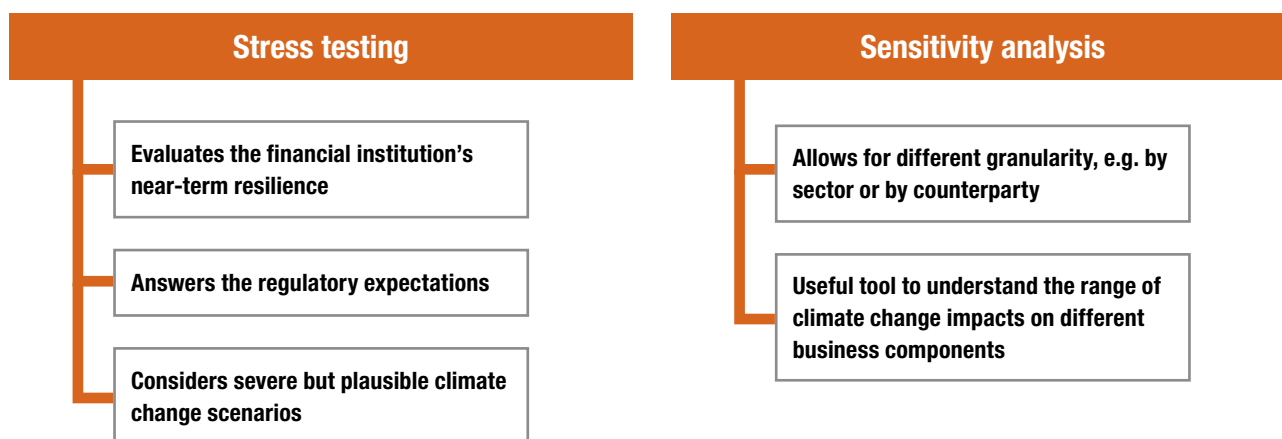 Stress testing
Evaluates the financial institution's
near-term resilience
Answers the regulatory expectations
Considers severe but plausible climate
change scenarios
Sensitivity analysis
Allows for different granularity, e.g. by
sector or by counterparty
Useful tool to understand the range of
climate change impacts on different
business components